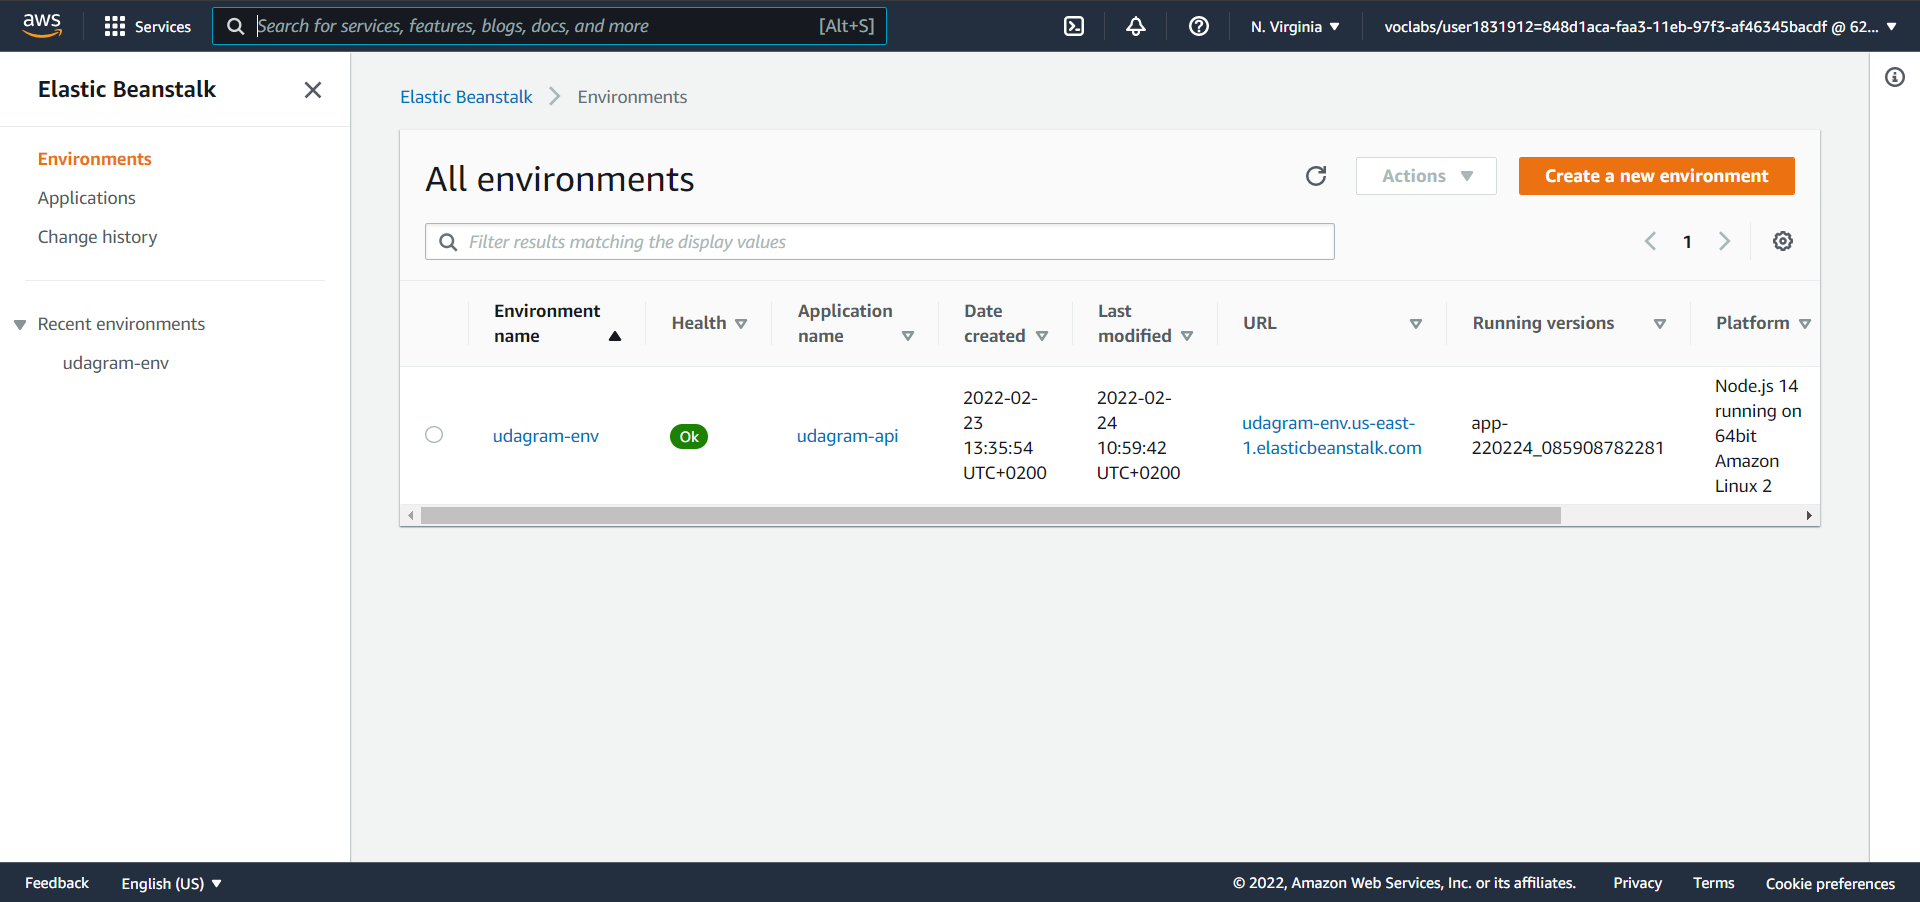 aws
Services
Search for services, features, blogs, docs, and more
[Alt+S]
N. Virginia
voclabs/user1831912=848d1aca-faa3-11eb-97f3-af46345bacdf @ 62...
Elastic Beanstalk
Environments
Applications
Change history
Recent environments
udagram-env
Elastic Beanstalk
Environments
All environments
Actions
Create a new environment
Filter results matching the display values
1
Environment
name
Health
Application
name
Date
created
Last
modified
URL
Running versions
Platform
udagram-env
Ok
udagram-api
2022-02-
23
13:35:54
UTC+0200
2022-02-
24
10:59:42
UTC+0200
udagram-env.us-east-
1.elasticbeanstalk.com
app-
220224_085908782281
Node.js 14
running on
64bit
Amazon
Linux 2
Feedback
English (US)
© 2022, Amazon Web Services, Inc. or its affiliates.
Privacy
Terms
Cookie preferences